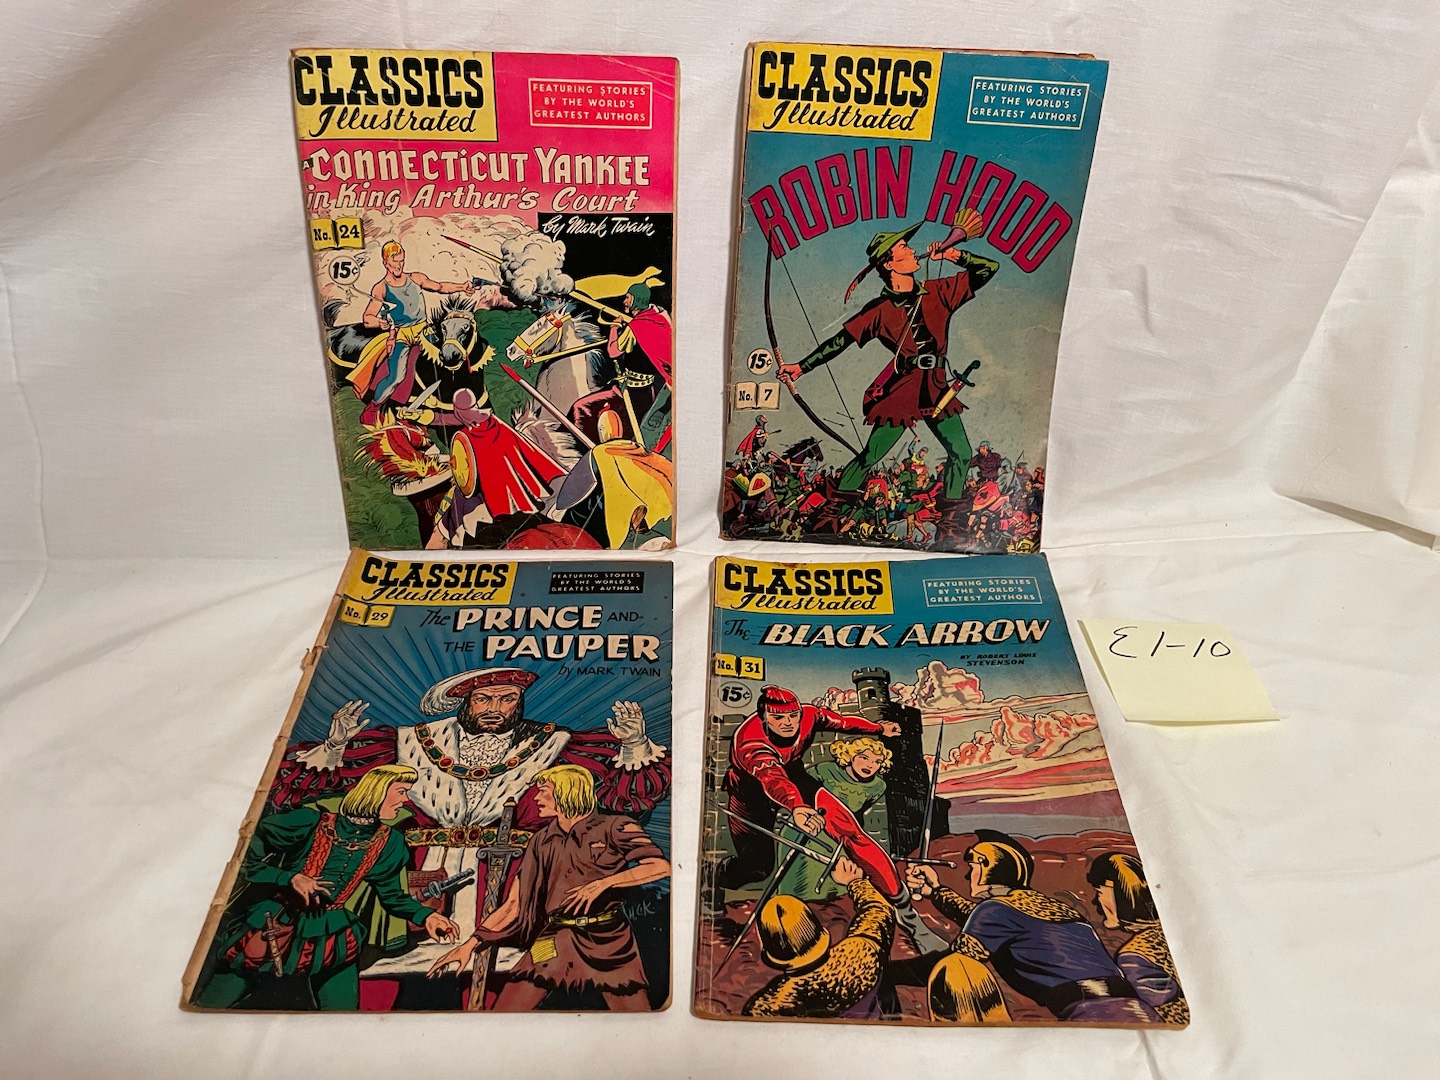 CLASSICS
Illustrated
FEATURING STORIES
BY THE WORLD'S
GREATEST AUTHORS
A CONNECTICUT YANKEE
in King Arthur's Court
by Mark Twain
No. 24
15¢
CLASSICS
Illustrated
FEATURING STORIES
BY THE WORLD'S
GREATEST AUTHORS
ROBIN HOOD
15¢
No. 7
CLASSICS
Illustrated
FEATURING STORIES
BY THE WORLD'S
GREATEST AUTHORS
No. 29
The PRINCE AND
THE PAUPER
by MARK TWAIN
CLASSICS
Illustrated
FEATURING STORIES
BY THE WORLD'S
GREATEST AUTHORS
The BLACK ARROW
BY ROBERT LOUIS
STEVENSON
No. 31
15¢
E1-10